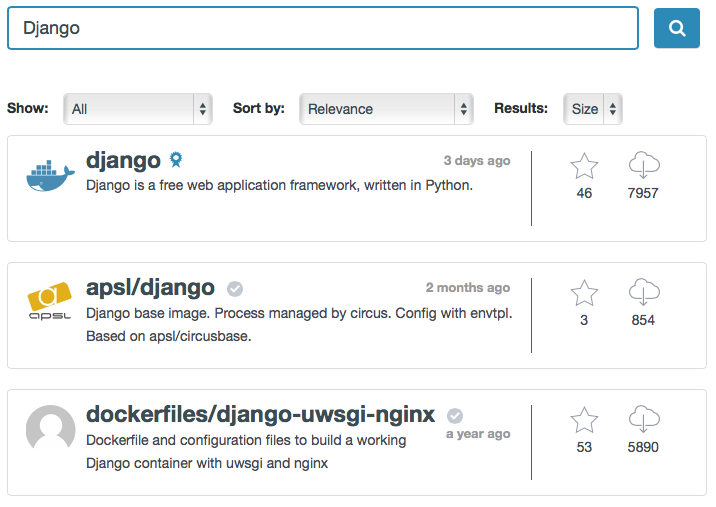 Django
Show: All Sort by: Relevance Results: Size
django 3 days ago
Django is a free web application framework, written in Python.
46 7957
apsl/django 2 months ago
Django base image. Process managed by circus. Config with envtpl.
Based on apsl/circusbase.
apsl
3 854
dockerfiles/django-uwsgi-nginx
a year ago
Dockerfile and configuration files to build a working
Django container with uwsgi and nginx
53 5890